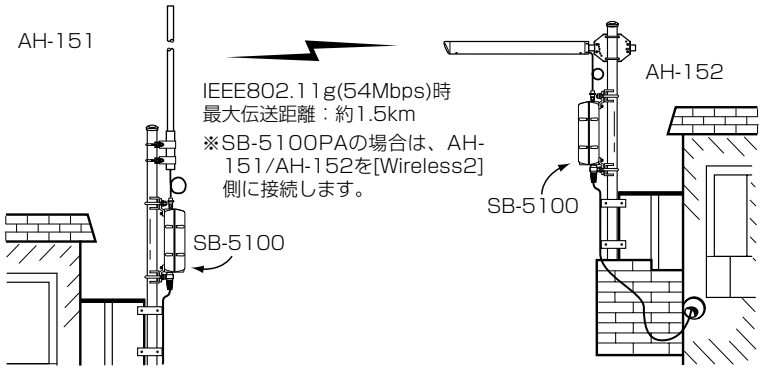 AH-151
IEEE802.11g(54Mbps)時
最大伝送距離：約1.5km
※SB-5100PAの場合は、AH-
151/AH-152を[Wireless2]
側に接続します。
AH-152
SB-5100
SB-5100